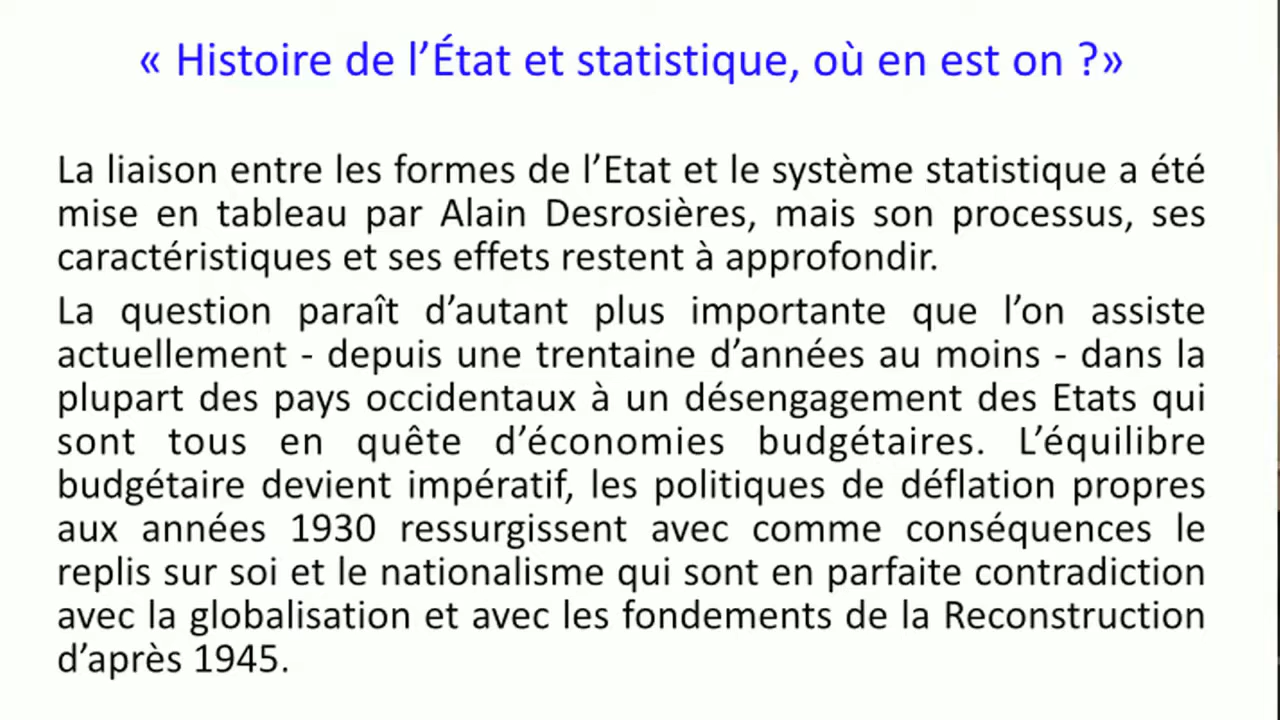 « Histoire de l’État et statistique, où en est on ?»
La liaison entre les formes de l’Etat et le système statistique a été
mise en tableau par Alain Desrosières, mais son processus, ses
caractéristiques et ses effets restent à approfondir.
La question paraît d’autant plus importante que l’on assiste
actuellement - depuis une trentaine d’années au moins - dans la
plupart des pays occidentaux à un désengagement des Etats qui
sont tous en quête d’économies budgétaires. L’équilibre
budgétaire devient impératif, les politiques de déflation propres
aux années 1930 ressurgissent avec comme conséquences le
replis sur soi et le nationalisme qui sont en parfaite contradiction
avec la globalisation et avec les fondements de la Reconstruction
d’après 1945.